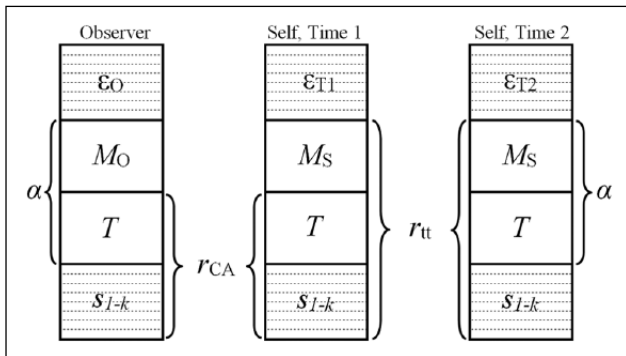 Observer Self, Time 1 Self, Time 2
εO εT1 εT2
α MO MS MS α
T rCA T rtt T
s1-k s1-k s1-k